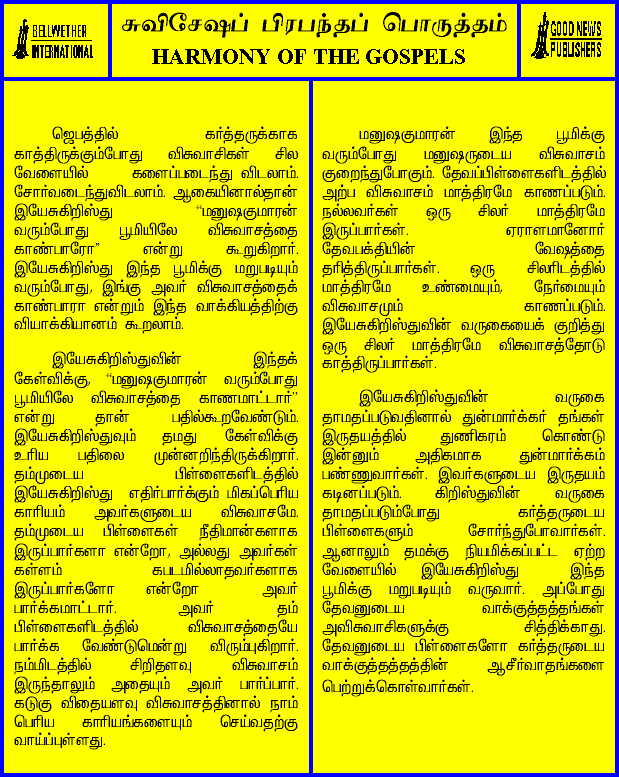 BELLWETHER
INTERNATIONAL
சுவிசேஷப் பிரபந்தப் பொருத்தம்
HARMONY OF THE GOSPELS
GOOD NEWS
PUBLISHERS
ஜெபத்தில் கர்த்தருக்காக
காத்திருக்கும்போது விசுவாசிகள் சில
வேளையில் களைப்படைந்து விடலாம்.
சோர்வடைந்துவிடலாம். ஆகையினால்தான்
இயேசுகிறிஸ்து “மனுஷகுமாரன்
வரும்போது பூமியிலே விசுவாசத்தை
காண்பாரோ” என்று கூறுகிறார்.
இயேசுகிறிஸ்து இந்த பூமிக்கு மறுபடியும்
வரும்போது, இங்கு அவர் விசுவாசத்தைக்
காண்பாரா என்றும் இந்த வாக்கியத்திற்கு
வியாக்கியானம் கூறலாம்.
இயேசுகிறிஸ்துவின் இந்தக்
கேள்விக்கு, “மனுஷகுமாரன் வரும்போது
பூமியிலே விசுவாசத்தை காணமாட்டார்”
என்று தான் பதில்கூறவேண்டும்.
இயேசுகிறிஸ்துவும் தமது கேள்விக்கு
உரிய பதிலை முன்னறிந்திருக்கிறார்.
தம்முடைய பிள்ளைகளிடத்தில்
இயேசுகிறிஸ்து எதிர்பார்க்கும் மிகப்பெரிய
காரியம் அவர்களுடைய விசுவாசமே.
தம்முடைய பிள்ளைகள் நீதிமான்களாக
இருப்பார்களா என்றோ, அல்லது அவர்கள்
கள்ளம் கபடமில்லாதவர்களாக
இருப்பார்களோ என்றோ அவர்
பார்க்கமாட்டார். அவர் தம்
பிள்ளைகளிடத்தில் விசுவாசத்தையே
பார்க்க வேண்டுமென்று விரும்புகிறார்.
நம்மிடத்தில் சிறிதளவு விசுவாசம்
இருந்தாலும் அதையும் அவர் பார்ப்பார்.
கடுகு விதையளவு விசுவாசத்தினால் நாம்
பெரிய காரியங்களையும் செய்வதற்கு
வாய்ப்புள்ளது.
மனுஷகுமாரன் இந்த பூமிக்கு
வரும்போது மனுஷருடைய விசுவாசம்
குறைந்துபோகும். தேவப்பிள்ளைகளிடத்தில்
அற்ப விசுவாசம் மாத்திரமே காணப்படும்.
நல்லவர்கள் ஒரு சிலர் மாத்திரமே
இருப்பார்கள். ஏராளமானோர்
தேவபக்தியின் வேஷத்தை
தரித்திருப்பார்கள். ஒரு சிலரிடத்தில்
மாத்திரமே உண்மையும், நேர்மையும்
விசுவாசமும் காணப்படும்.
இயேசுகிறிஸ்துவின் வருகையைக் குறித்து
ஒரு சிலர் மாத்திரமே விசுவாசத்தோடு
காத்திருப்பார்கள்.
இயேசுகிறிஸ்துவின் வருகை
தாமதப்படுவதினால் துன்மார்க்கர் தங்கள்
இருதயத்தில் துணிகரம் கொண்டு
இன்னும் அதிகமாக துன்மார்க்கம்
பண்ணுவார்கள். இவர்களுடைய இருதயம்
கடினப்படும். கிறிஸ்துவின் வருகை
தாமதப்படும்போது கர்த்தருடைய
பிள்ளைகளும் சோர்ந்துபோவார்கள்.
ஆனாலும் தமக்கு நியமிக்கப்பட்ட ஏற்ற
வேளையில் இயேசுகிறிஸ்து இந்த
பூமிக்கு மறுபடியும் வருவார். அப்போது
தேவனுடைய வாக்குத்தத்தங்கள்
அவிசுவாசிகளுக்கு சித்திக்காது.
தேவனுடைய பிள்ளைகளோ கர்த்தருடைய
வாக்குத்தத்தத்தின் ஆசீர்வாதங்களை
பெற்றுக்கொள்வார்கள்.